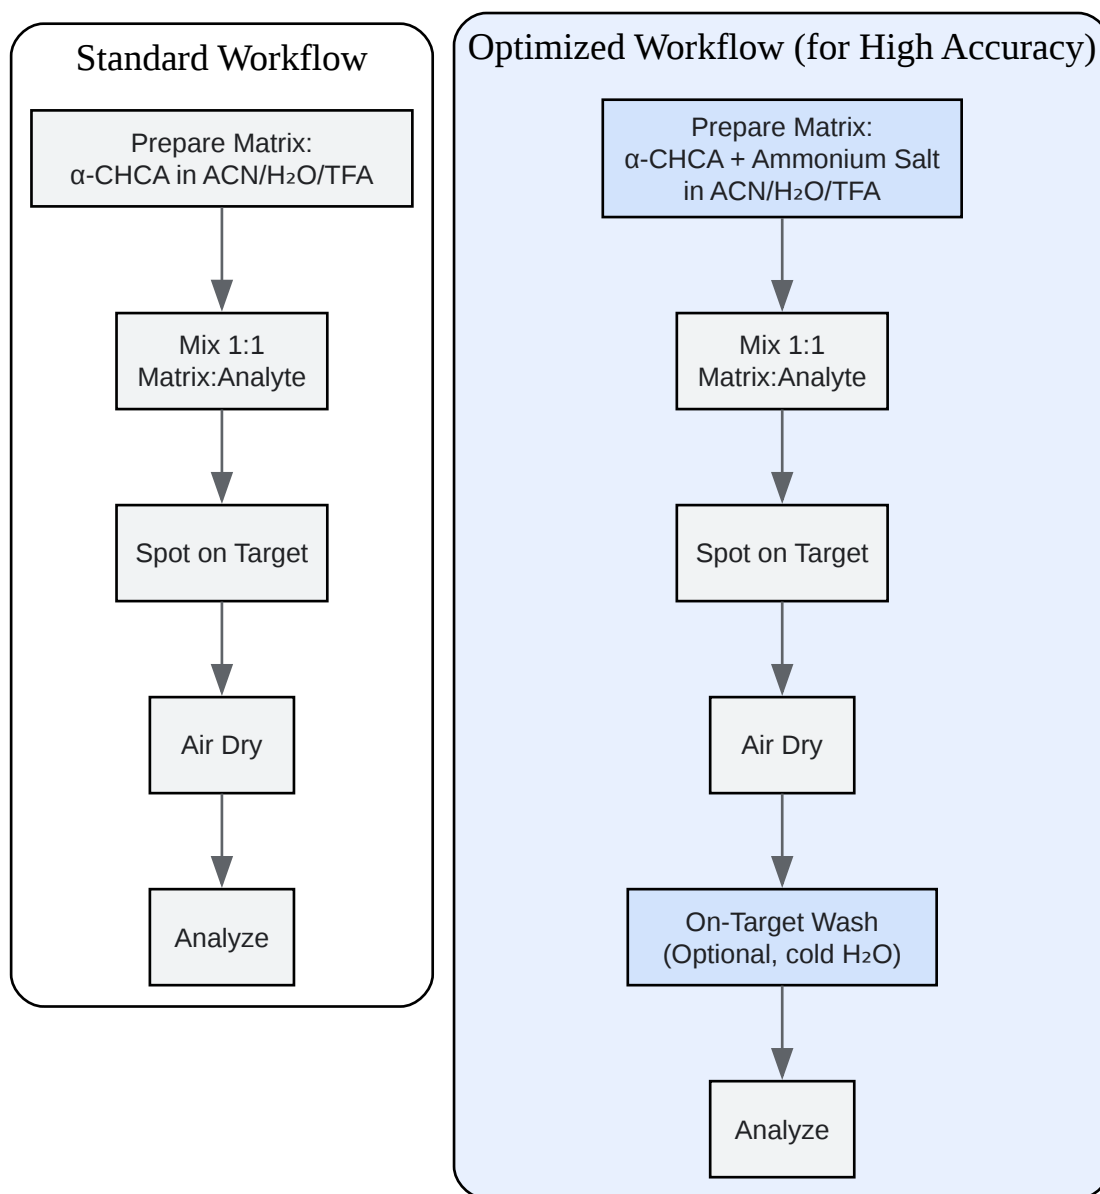 Standard Workflow
Prepare Matrix:
α-CHCA in ACN/H₂O/TFA
Mix 1:1
Matrix:Analyte
Spot on Target
Air Dry
Analyze
Optimized Workflow (for High Accuracy)
Prepare Matrix:
α-CHCA + Ammonium Salt
in ACN/H₂O/TFA
Mix 1:1
Matrix:Analyte
Spot on Target
Air Dry
On-Target Wash
(Optional, cold H₂O)
Analyze